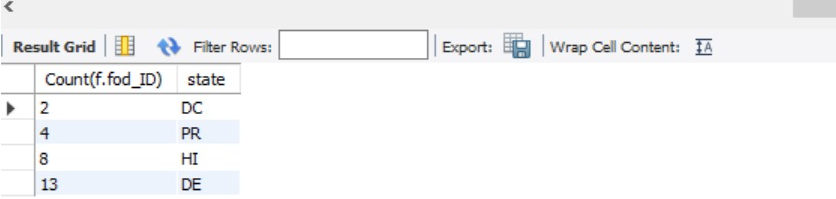 Result Grid Filter Rows: Export: Wrap Cell Content: IA
Count(f.fod_ID) state
2 DC
4 PR
8 HI
13 DE